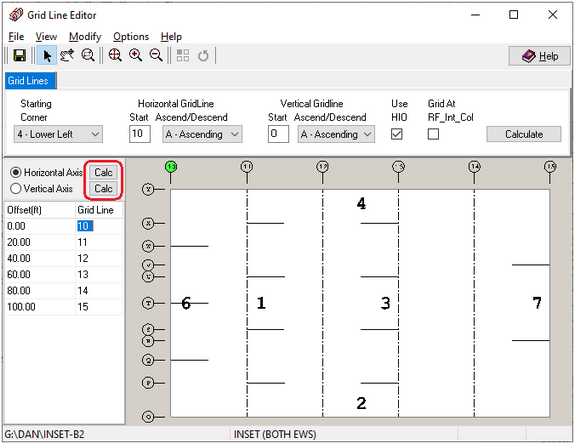 Grid Line Editor
File View Modify Options Help
Help
Grid Lines
Starting Corner
4 - Lower Left
Horizontal GridLine
Start Ascend/Descend
10 A - Ascending
Vertical Gridline
Start Ascend/Descend
0 A - Ascending
Use HIO
Grid At RF_Int_Col
Calculate
Horizontal Axis Calc
Vertical Axis Calc
Offset(ft) Grid Line
0.00 10
20.00 11
40.00 12
60.00 13
80.00 14
100.00 15
11 12 14 15
Y
X
V
T
S
R
Q
P
O
4
6 1 3 7
2
G:\DAN\INSET-B2
INSET (BOTH EWS)